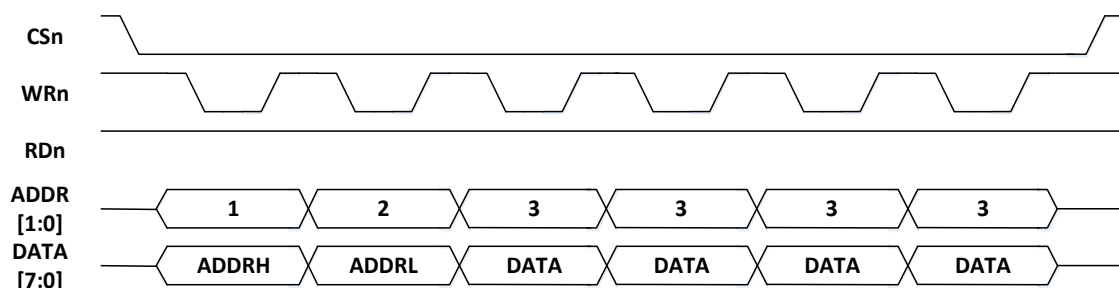 CSn
WRn
RDn
ADDR
[1:0]
1 2 3 3 3 3
DATA
[7:0]
ADDRH ADDRL DATA DATA DATA DATA